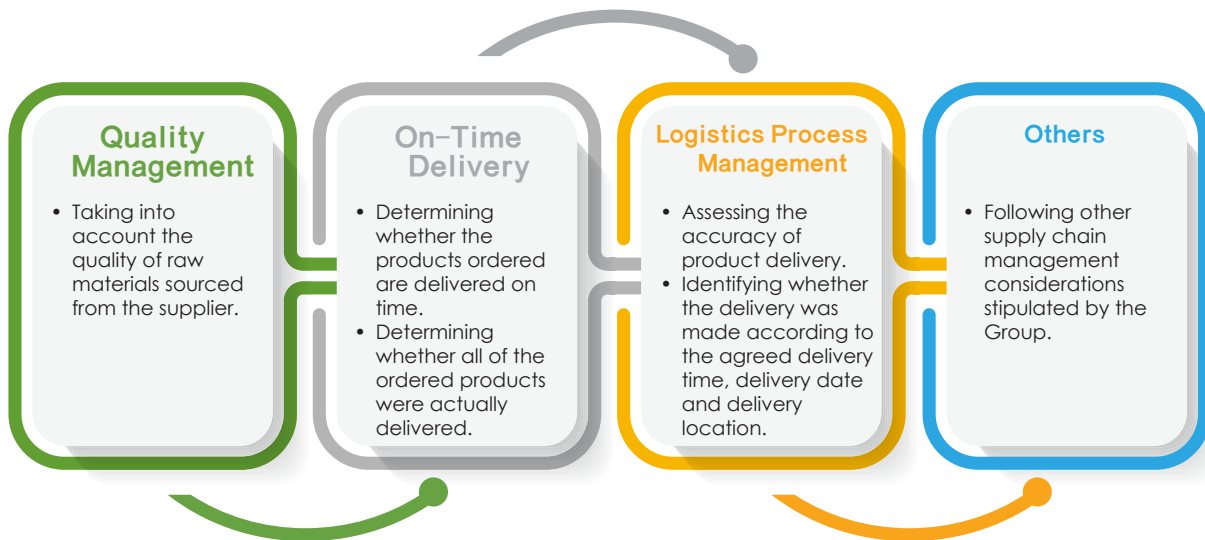 Quality
Management
• Taking into
account the
quality of raw
materials sourced
from the supplier.
On-Time
Delivery
• Determining
whether the
products ordered
are delivered on
time.
• Determining
whether all of the
ordered products
were actually
delivered.
Logistics Process
Management
• Assessing the
accuracy of
product delivery.
• Identifying whether
the delivery was
made according to
the agreed delivery
time, delivery date
and delivery
location.
Others
• Following other
supply chain
management
considerations
stipulated by the
Group.